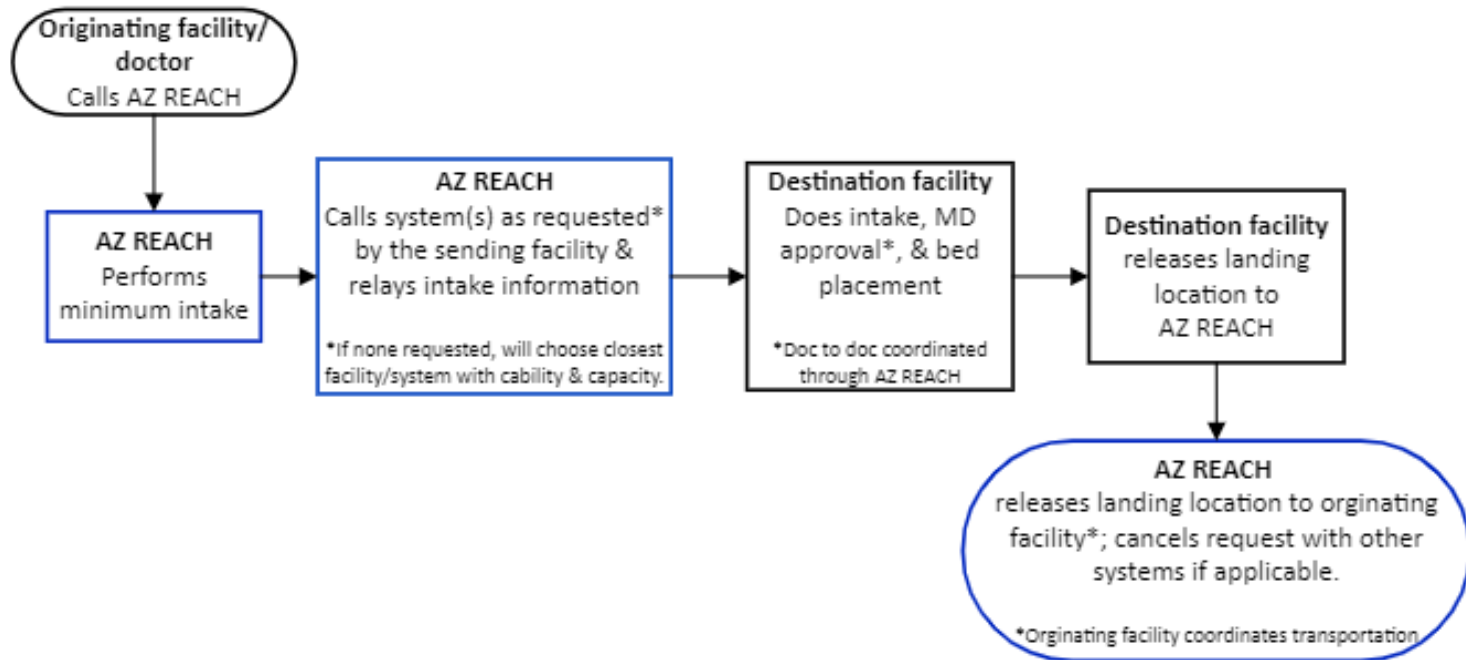 Originating facility/
doctor
Calls AZ REACH
AZ REACH
Performs
minimum intake
AZ REACH
Calls system(s) as requested*
by the sending facility &
relays intake information
*If none requested, will choose closest
facility/system with cability & capacity.
Destination facility
Does intake, MD
approval*, & bed
placement
*Doc to doc coordinated
through AZ REACH
Destination facility
releases landing
location to
AZ REACH
AZ REACH
releases landing location to orginating
facility*; cancels request with other
systems if applicable.
*Orginating facility coordinates transportation